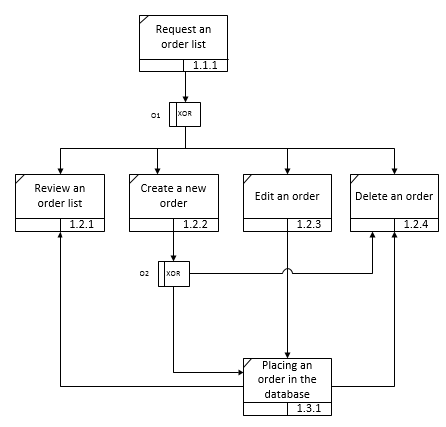 Request an
order list
1.1.1
O1
XOR
Review an
order list
1.2.1
Create a new
order
1.2.2
Edit an order
1.2.3
Delete an order
1.2.4
O2
XOR
Placing an
order in the
database
1.3.1